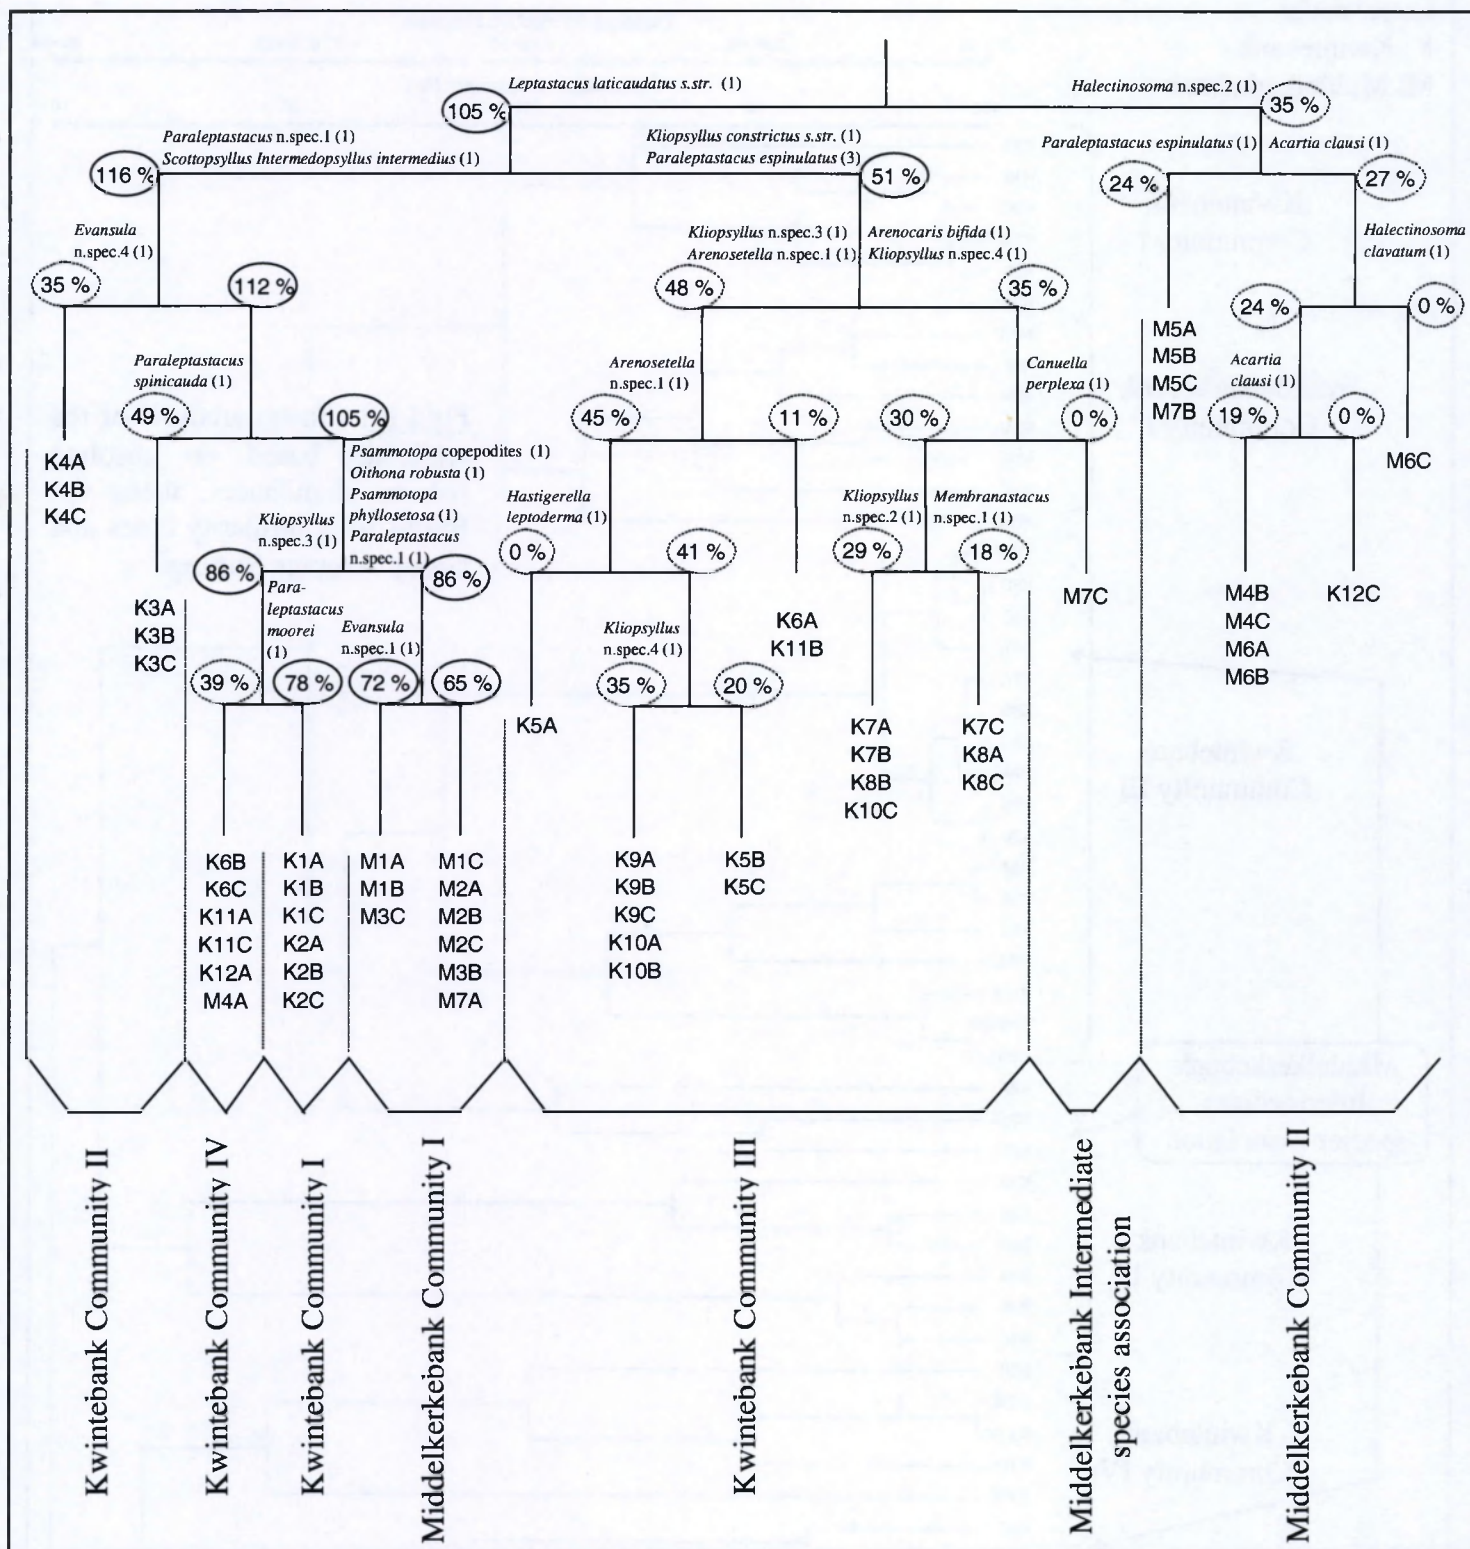 Leptastacus laticaudatus s.str. (1)
Halectinosoma n.spec.2 (1)
105 %
35 %
Paraleptastacus n.spec.1 (1)
Scottopsyllus Intermedopsyllus intermedius (1)
Kliopsyllus constrictus s.str. (1)
Paraleptastacus espinulatus (3)
Paraleptastacus espinulatus (1)
Acartia clausi (1)
116 %
51 %
24 %
27 %
Evansula
n.spec.4 (1)
Kliopsyllus n.spec.3 (1)
Arenosetella n.spec.1 (1)
Arenocaris bifida (1)
Kliopsyllus n.spec.4 (1)
Halectinosoma
clavatum (1)
35 %
112 %
48 %
35 %
24 %
0 %
Paraleptastacus
spinicauda (1)
Arenosetella
n.spec.1 (1)
Canuella
perplexa (1)
M5A
M5B
M5C
M7B
Acartia
clausi (1)
49 %
105 %
45 %
11 %
30 %
0 %
19 %
0 %
K4A
K4B
K4C
M6C
Kliopsyllus
n.spec.3 (1)
Psammotopa copepodites (1)
Oithona robusta (1)
Psammotopa
phyllosetosa (1)
Paraleptastacus
n.spec.1 (1)
Hastigerella
leptoderma (1)
Kliopsyllus
n.spec.2 (1)
Membranastacus
n.spec.1 (1)
86 %
86 %
0 %
41 %
29 %
18 %
K3A
K3B
K3C
Para-
leptastacus
moorei
(1)
Evansula
n.spec.1 (1)
Kliopsyllus
n.spec.4 (1)
K6A
K11B
M7C
M4B
M4C
M6A
M6B
K12C
39 %
78 %
72 %
65 %
35 %
20 %
K5A
K7A
K7B
K8B
K10C
K7C
K8A
K8C
K6B
K6C
K11A
K11C
K12A
M4A
K1A
K1B
K1C
K2A
K2B
K2C
M1A
M1B
M3C
M1C
M2A
M2B
M2C
M3B
M7A
K9A
K9B
K9C
K10A
K10B
K5B
K5C
Kwintebank Community II
Kwintebank Community IV
Kwintebank Community I
Middelkerkebank Community I
Kwintebank Community III
Middelkerkebank Intermediate
species association
Middelkerkebank Community II